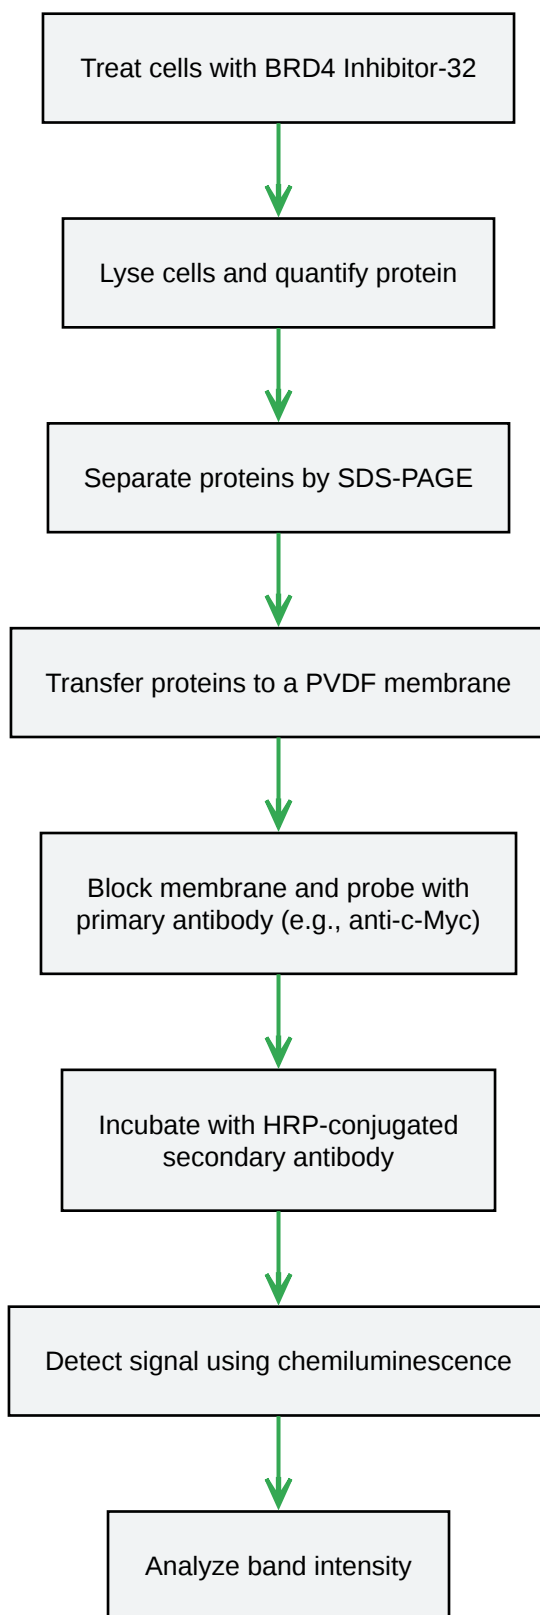 Treat cells with BRD4 Inhibitor-32
Lyse cells and quantify protein
Separate proteins by SDS-PAGE
Transfer proteins to a PVDF membrane
Block membrane and probe with
primary antibody (e.g., anti-c-Myc)
Incubate with HRP-conjugated
secondary antibody
Detect signal using chemiluminescence
Analyze band intensity